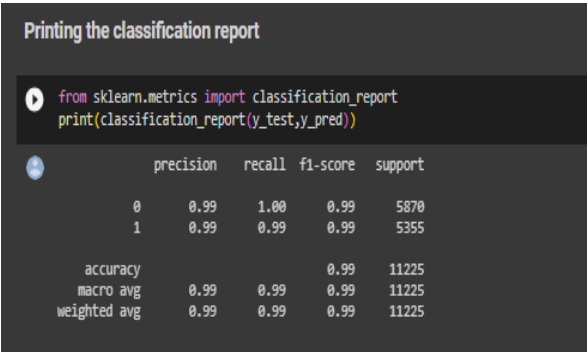 Printing the classification report
from sklearn.metrics import classification_report
print(classification_report(y_test,y_pred))
precision recall f1-score support
0 0.99 1.00 0.99 5870
1 0.99 0.99 0.99 5355
accuracy 0.99 11225
macro avg 0.99 0.99 0.99 11225
weighted avg 0.99 0.99 0.99 11225